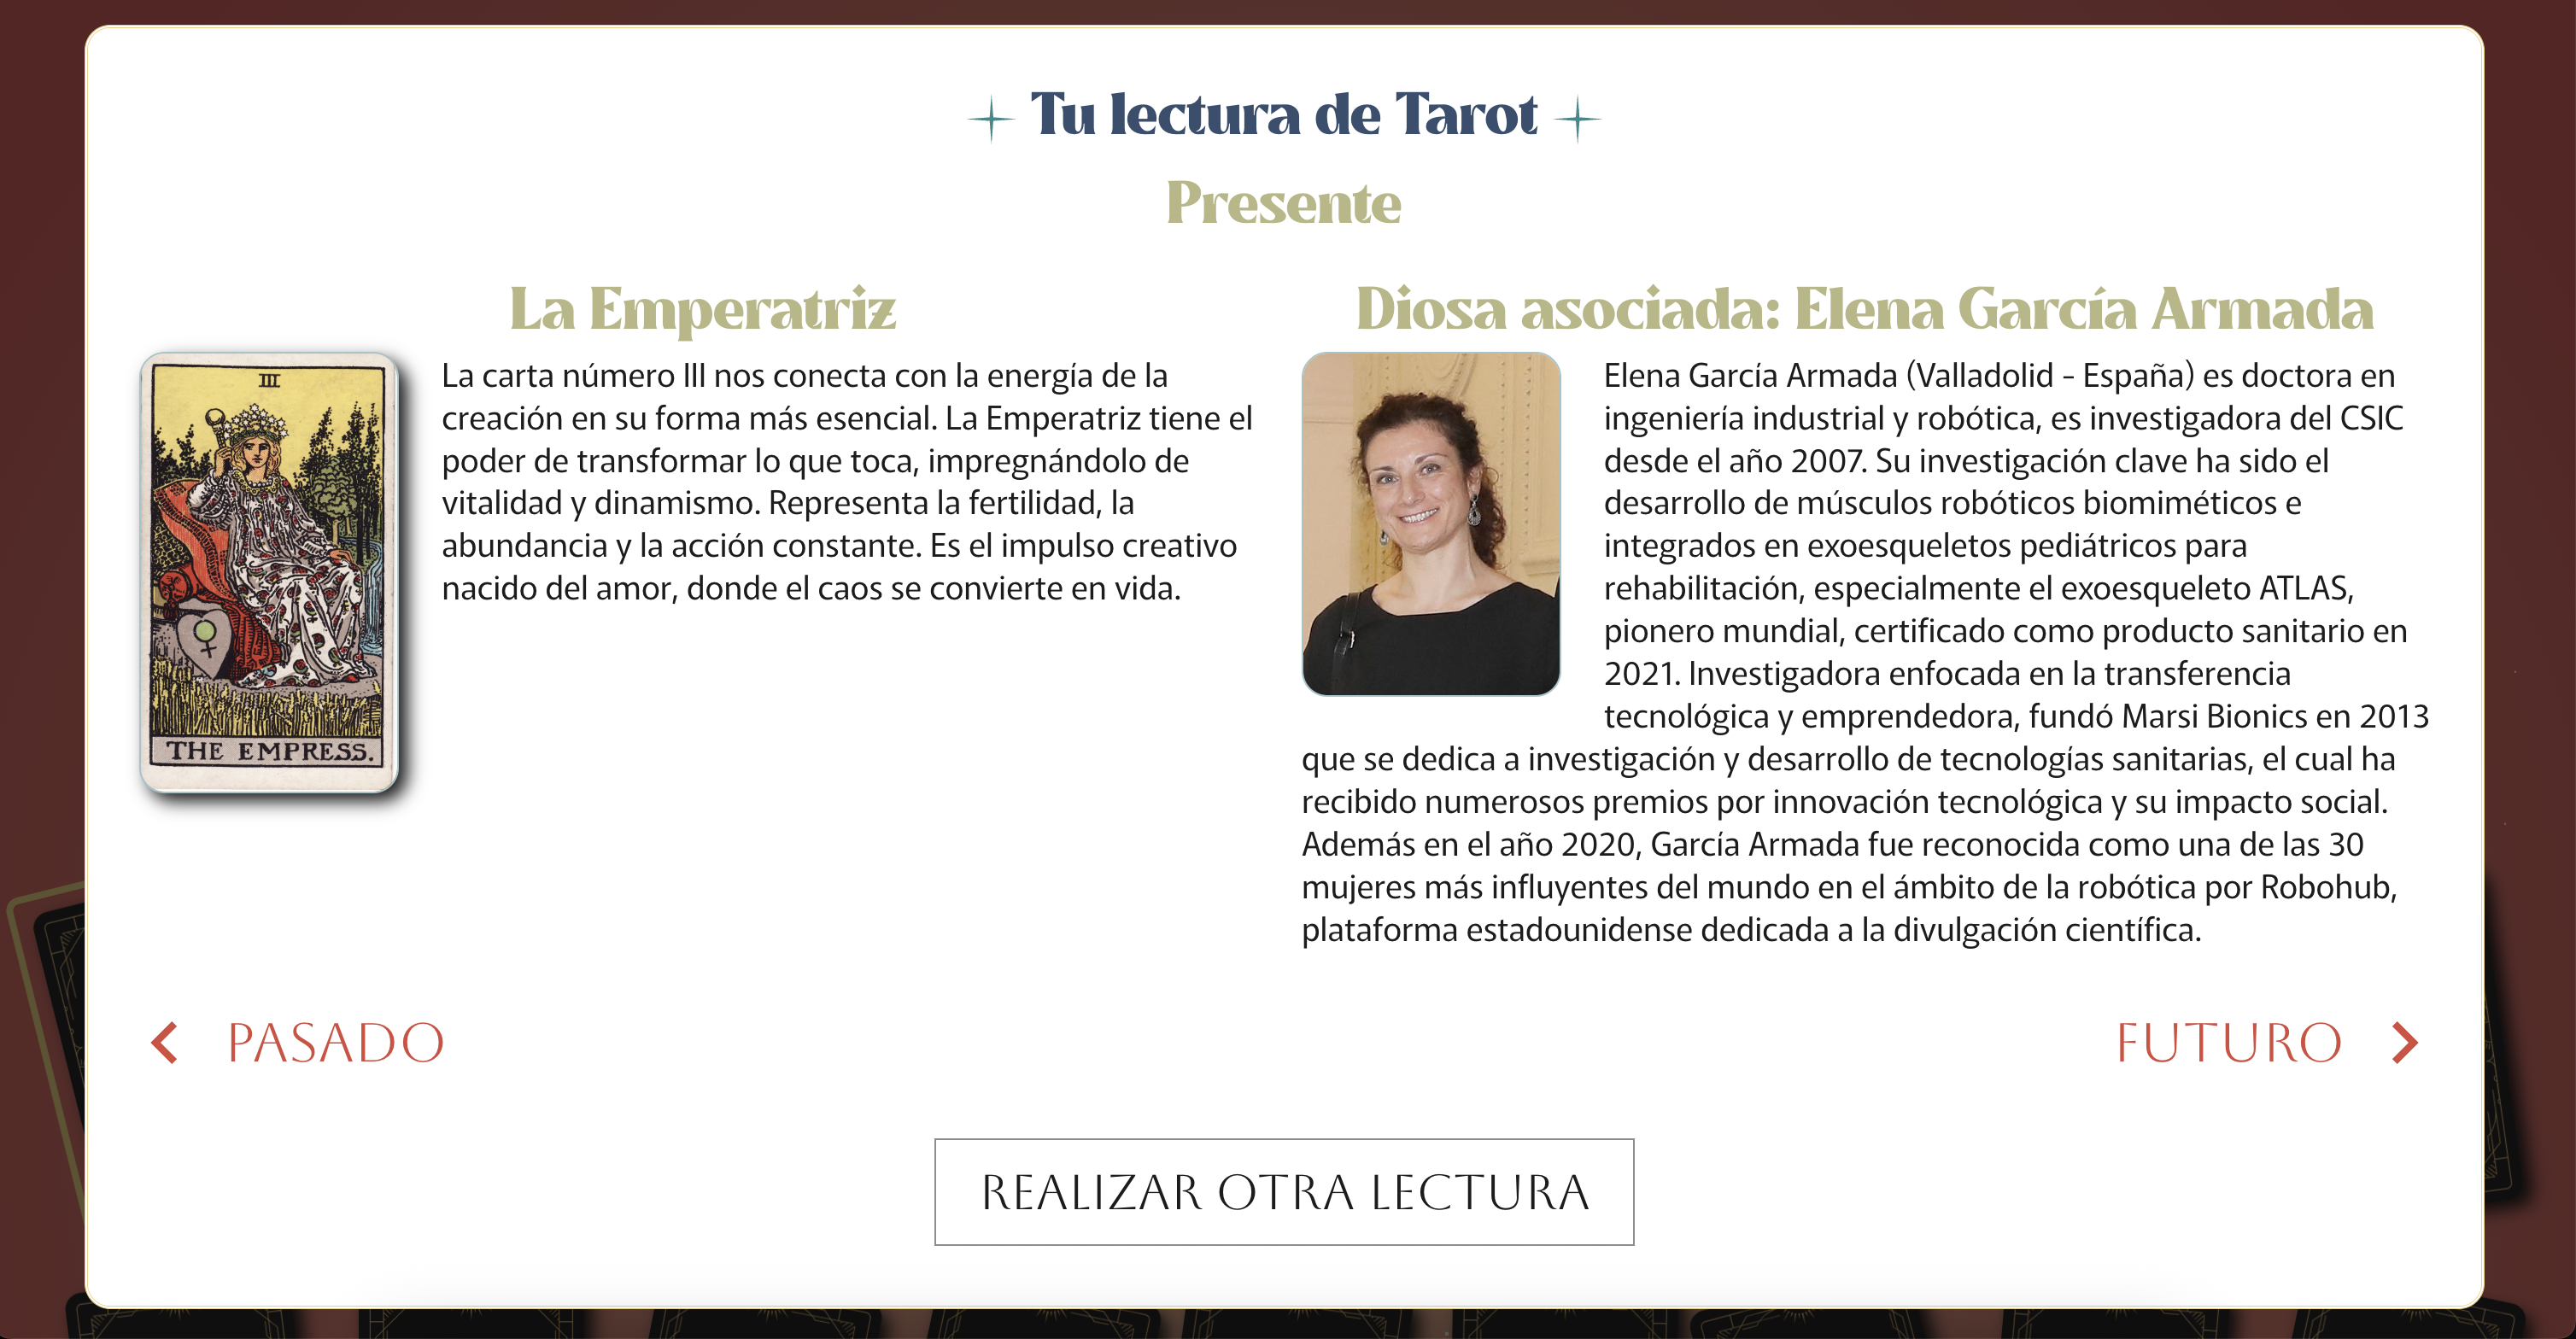 Tu lectura de Tarot
Presente
La Emperatriz
III
THE EMPRESS.
La carta número III nos conecta con la energía de la
creación en su forma más esencial. La Emperatriz tiene el
poder de transformar lo que toca, impregnándolo de
vitalidad y dinamismo. Representa la fertilidad, la
abundancia y la acción constante. Es el impulso creativo
nacido del amor, donde el caos se convierte en vida.
Diosa asociada: Elena García Armada
Elena García Armada (Valladolid - España) es doctora en
ingeniería industrial y robótica, es investigadora del CSIC
desde el año 2007. Su investigación clave ha sido el
desarrollo de músculos robóticos biomiméticos e
integrados en exoesqueletos pediátricos para
rehabilitación, especialmente el exoesqueleto ATLAS,
pionero mundial, certificado como producto sanitario en
2021. Investigadora enfocada en la transferencia
tecnológica y emprendedora, fundó Marsi Bionics en 2013
que se dedica a investigación y desarrollo de tecnologías sanitarias, el cual ha
recibido numerosos premios por innovación tecnológica y su impacto social.
Además en el año 2020, García Armada fue reconocida como una de las 30
mujeres más influyentes del mundo en el ámbito de la robótica por Robohub,
plataforma estadounidense dedicada a la divulgación científica.
PASADO
FUTURO
REALIZAR OTRA LECTURA